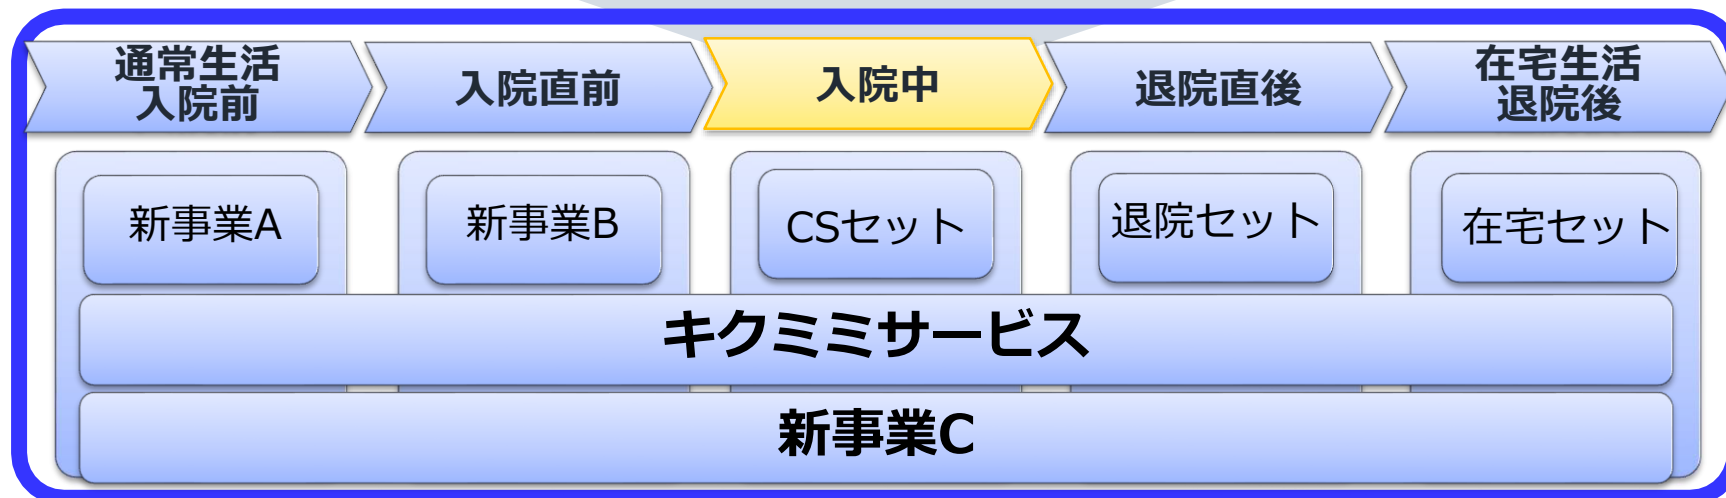 通常生活
入院前
入院直前
入院中
退院直後
在宅生活
退院後
新事業A
新事業B
CSセット
退院セット
在宅セット
キクミミサービス
新事業C